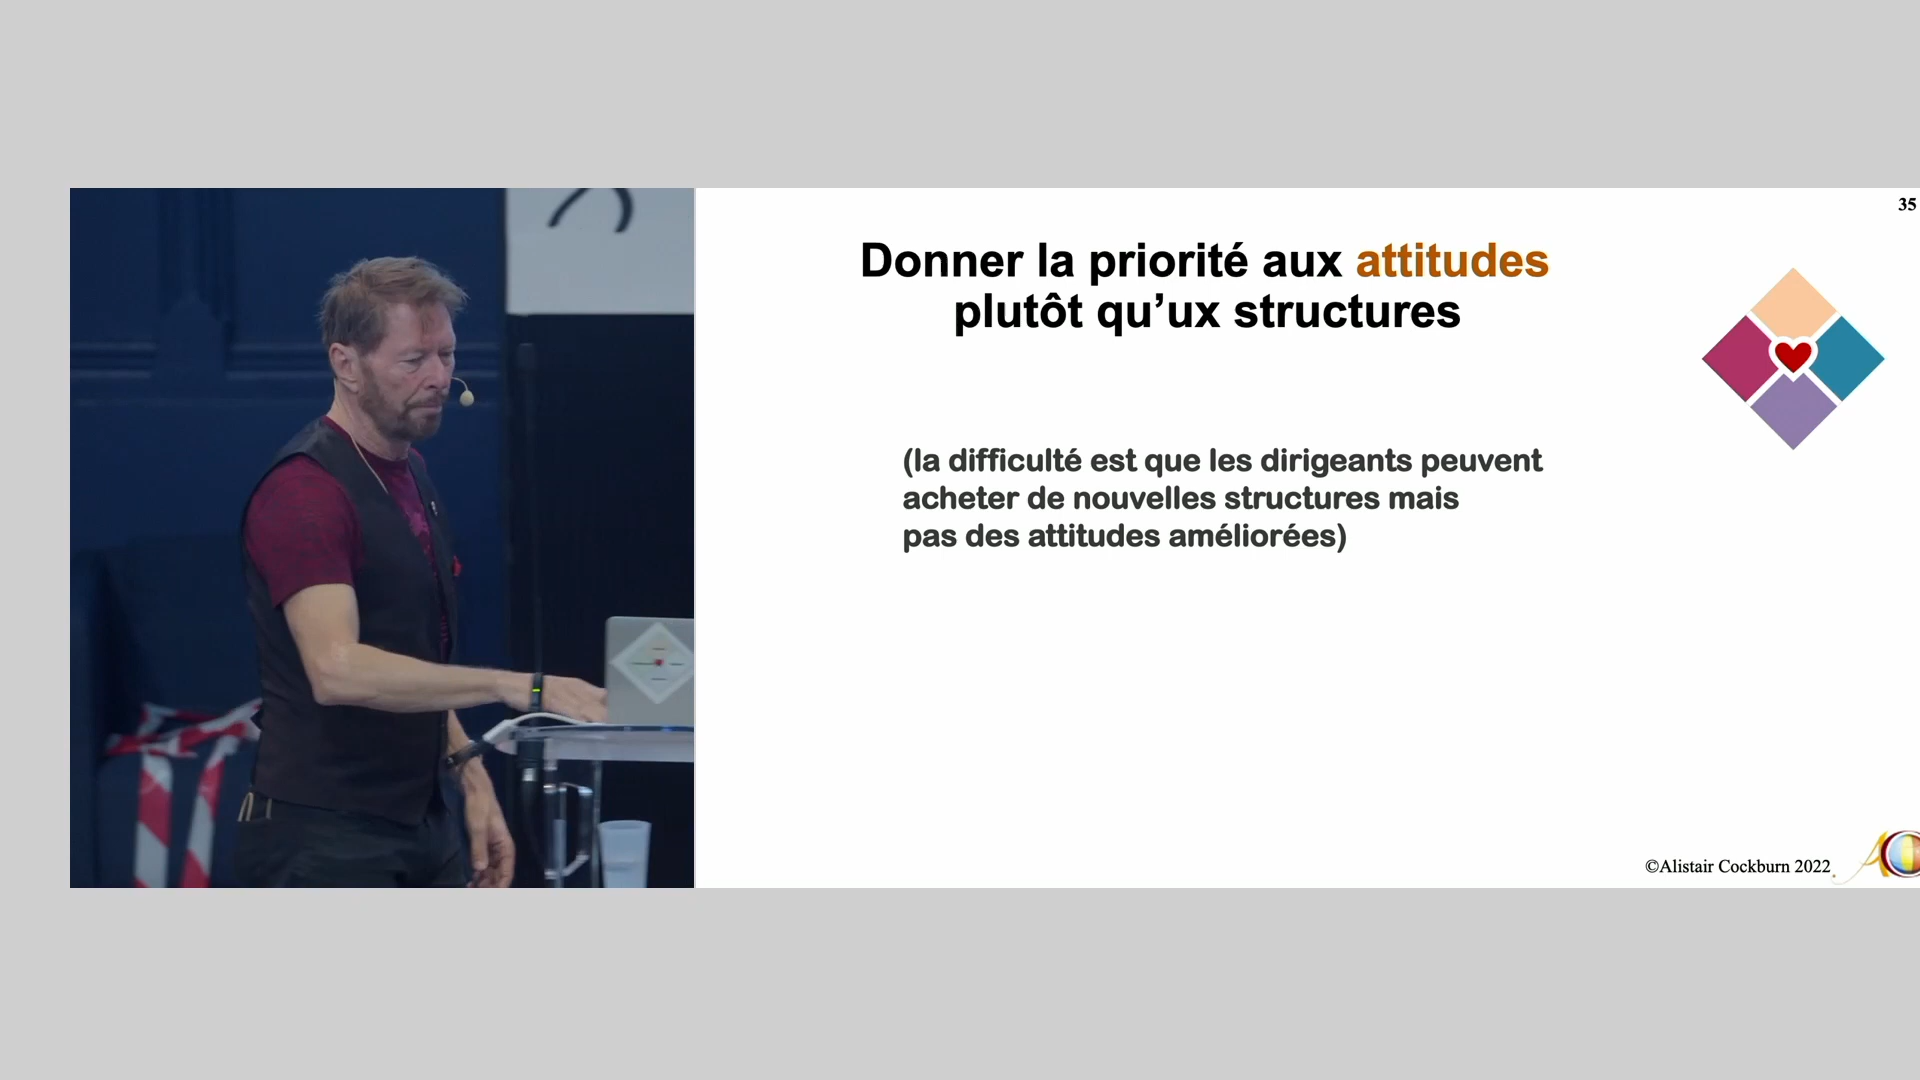 35
Donner la priorité aux attitudes
plutôt qu’ux structures
(la difficulté est que les dirigeants peuvent
acheter de nouvelles structures mais
pas des attitudes améliorées)
©Alistair Cockburn 2022